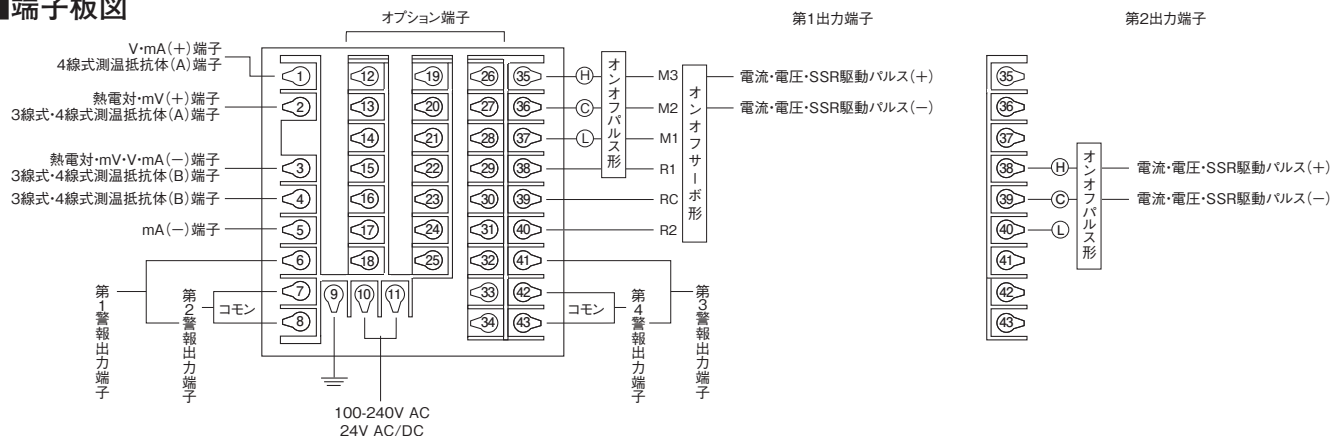 ■端子板図
オプション端子
第1出力端子
第2出力端子
V・mA(+)端子
4線式測温抵抗体(A)端子
熱電対・mV(+)端子
3線式・4線式測温抵抗体(A)端子
熱電対・mV・V・mA(−)端子
3線式・4線式測温抵抗体(B)端子
3線式・4線式測温抵抗体(B)端子
mA(−)端子
第1警報出力端子
第2警報出力端子
コモン
1
2
3
4
5
6
7
8
9
10
11
12
13
14
15
16
17
18
19
20
21
22
23
24
25
26
27
28
29
30
31
32
33
34
35
36
37
38
39
40
41
42
43
100-240V AC
24V AC/DC
H
C
L
オンオフパルス形
M3
M2
M1
R1
RC
R2
オンオフサーボ形
電流・電圧・SSR駆動パルス(+)
電流・電圧・SSR駆動パルス(−)
コモン
第4警報出力端子
第3警報出力端子
35
36
37
38
39
40
41
42
43
H
C
L
オンオフパルス形
電流・電圧・SSR駆動パルス(+)
電流・電圧・SSR駆動パルス(−)